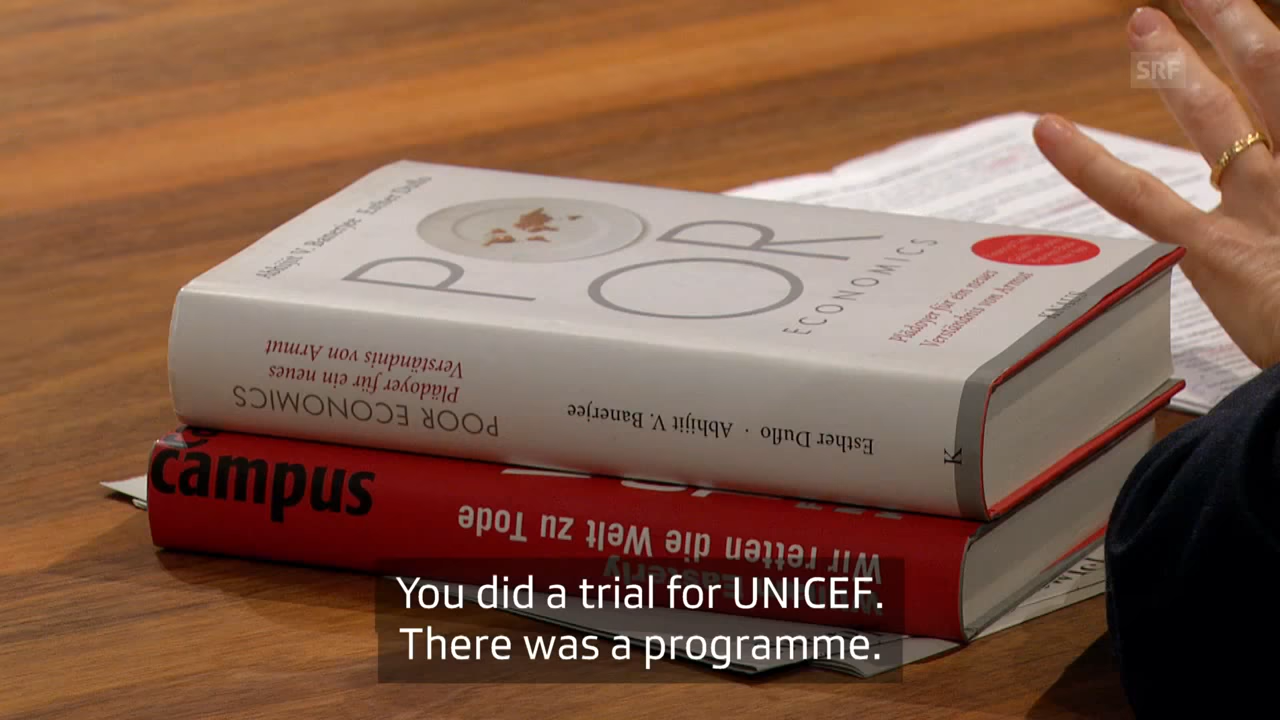 SRF
Abhijit V. Banerjee · Esther Duflo
POOR
ECONOMICS
Plädoyer für ein neues
Verständnis von Armut
KNAUS
POOR ECONOMICS
Plädoyer für ein neues
Verständnis von Armut
Esther Duflo · Abhijit V. Banerjee
K
campus
Wir retten die Welt zu Tode
Easterly
You did a trial for UNICEF.
There was a programme.